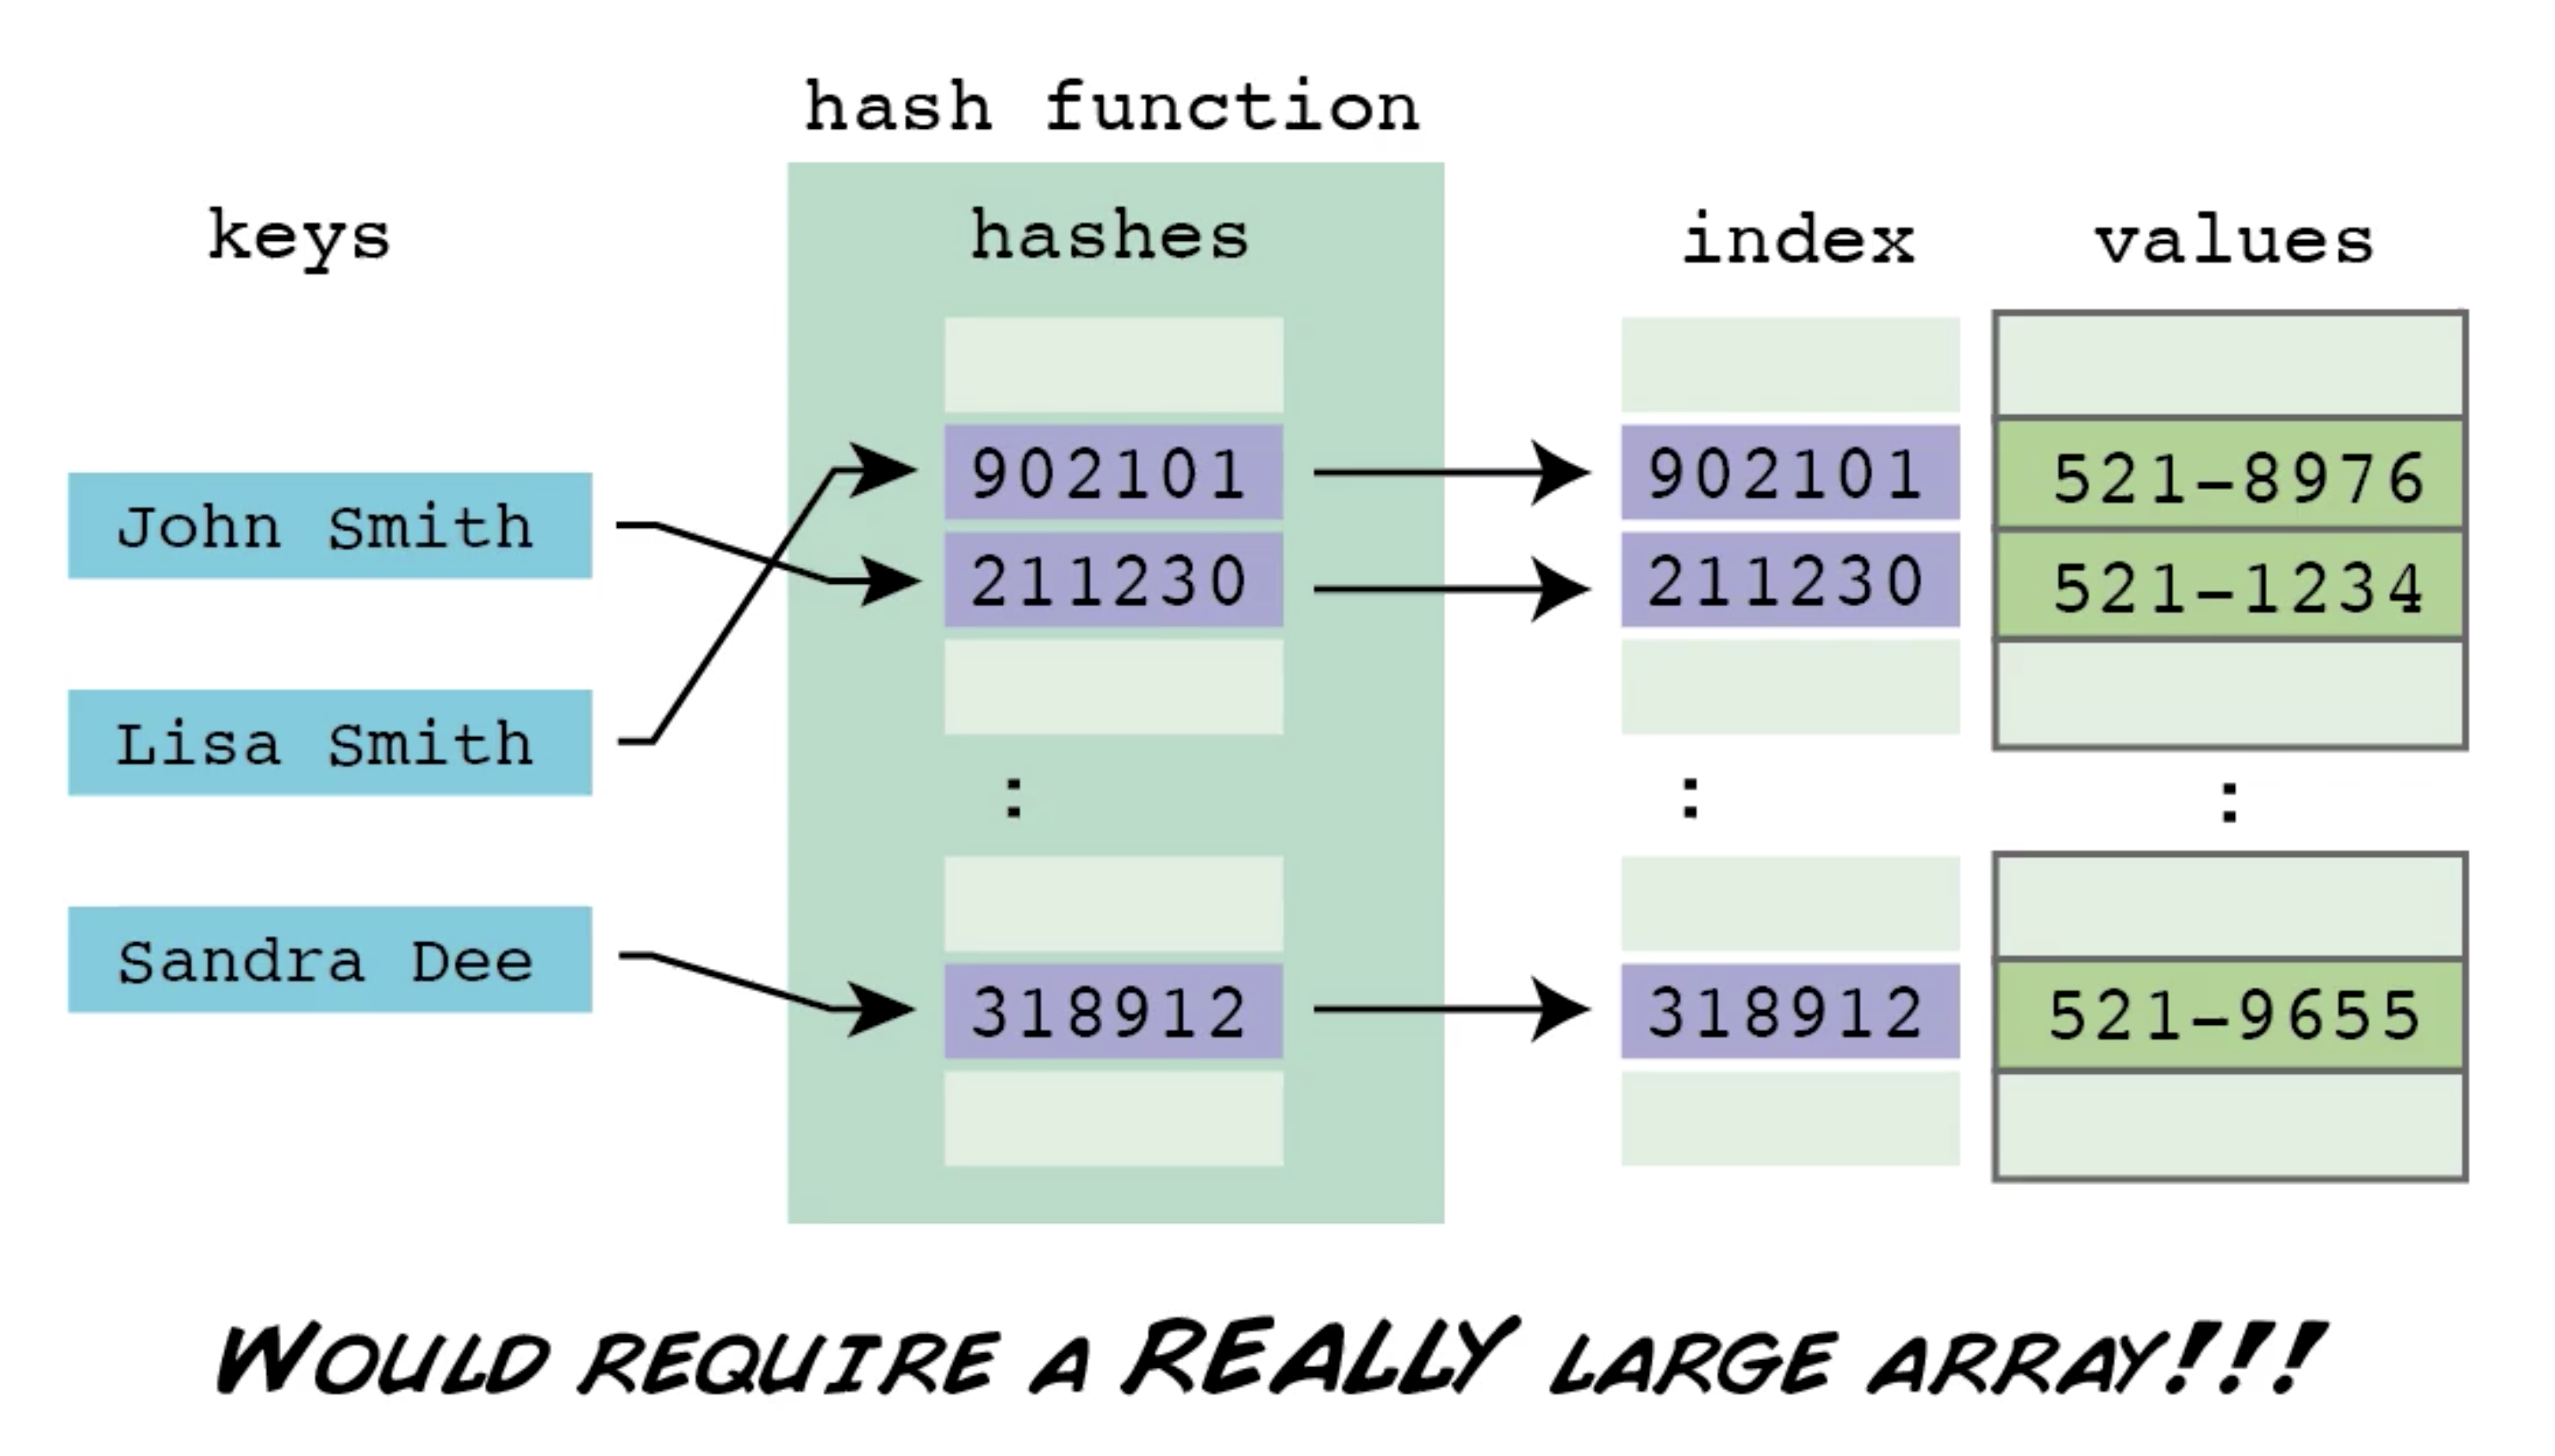 hash function
keys
hashes
index
values
902101
902101
521-8976
John Smith
211230
211230
521-1234
Lisa Smith
:
:
:
Sandra Dee
318912
318912
521-9655
WOULD REQUIRE A REALLY LARGE ARRAY!!!